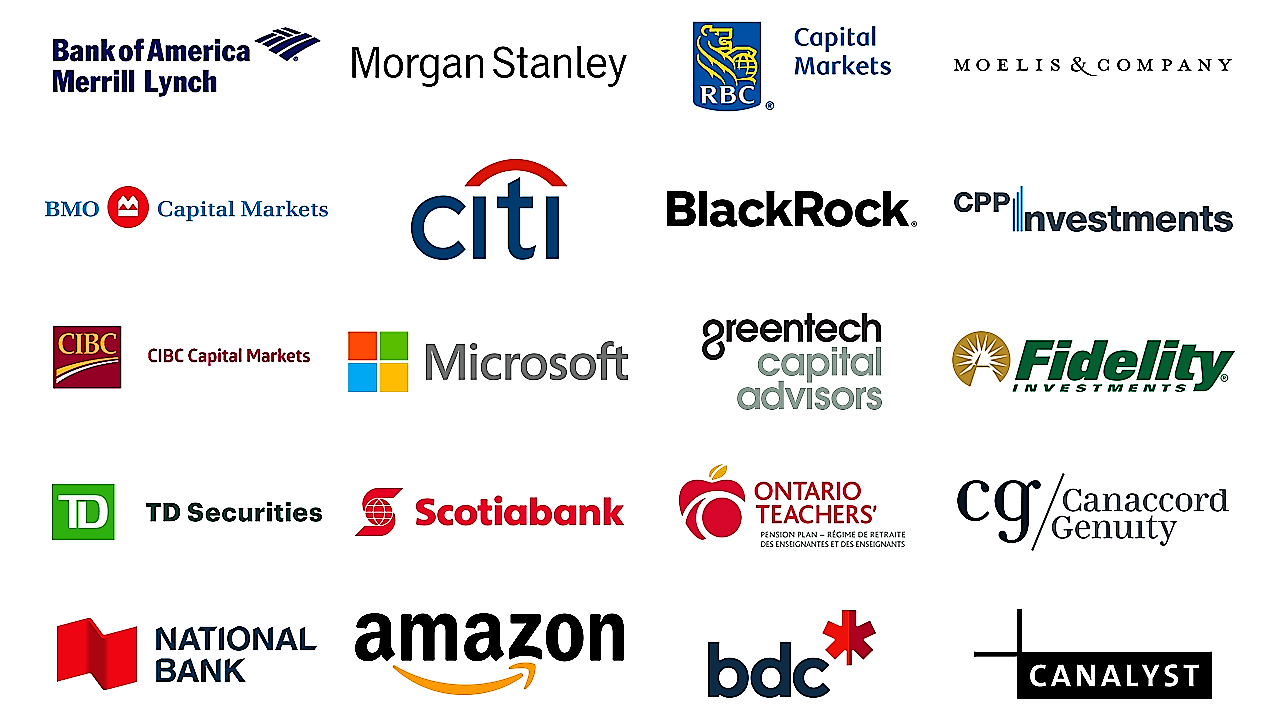 Bank of America
Merrill Lynch
Morgan Stanley
RBC ®
Capital
Markets
MOELIS & COMPANY
BMO Capital Markets
citi
BlackRock®
CPP Investments
CIBC
CIBC Capital Markets
Microsoft
greentech
capital
advisors
Fidelity®
INVESTMENTS
TD
TD Securities
Scotiabank
ONTARIO
TEACHERS'
PENSION PLAN – RÉGIME DE RETRAITE
DES ENSEIGNANTES ET DES ENSEIGNANTS
cg/Canaccord
Genuity
NATIONAL
BANK
amazon
bdc
CANALYST